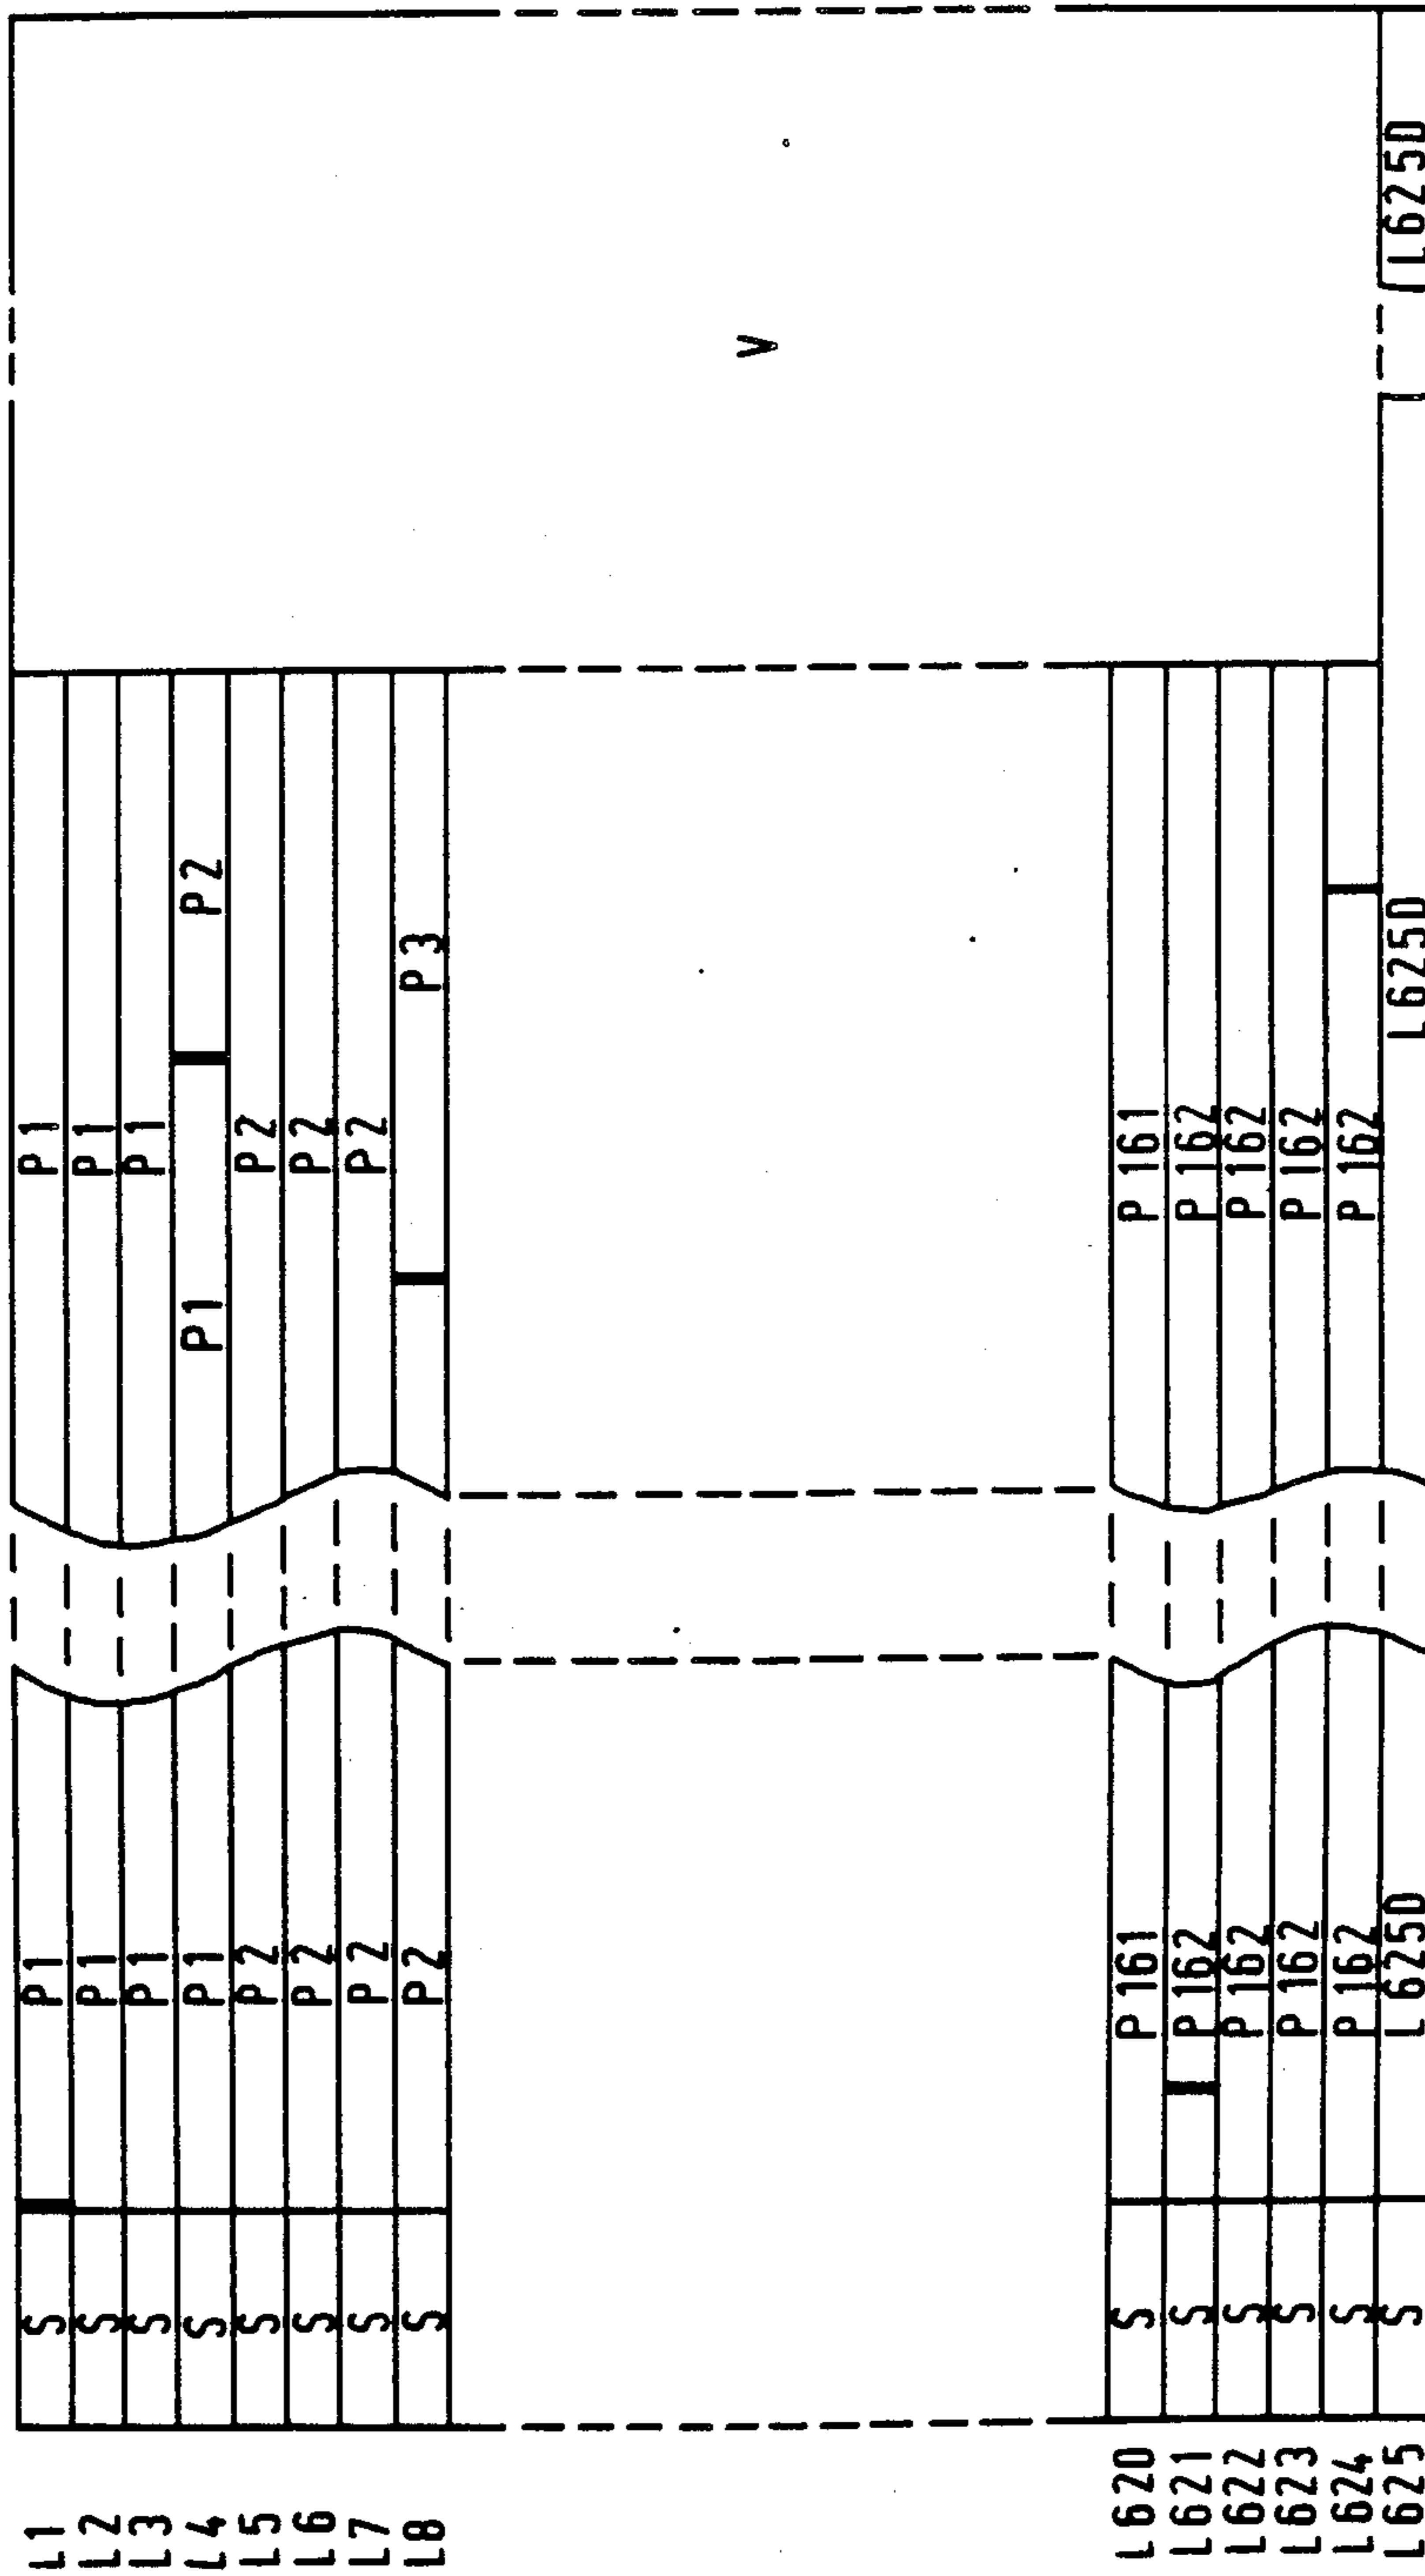 L1 S P1 P1
L2 S P1 P1
L3 S P1 P1
L4 S P1 P1 P2
L5 S P2 P2
L6 S P2 P2
L7 S P2 P2
L8 S P2 P3
V
L620 S P161 P161
L621 S P162 P162
L622 S P162 P162
L623 S P162 P162
L624 S P162 P162
L625 S L625D L625D L625D